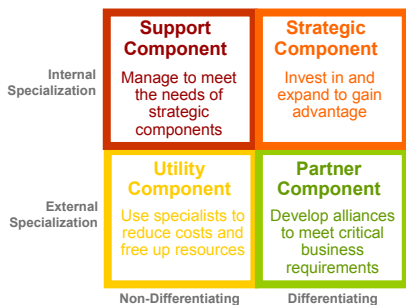 Internal
Specialization
Support
Component
Manage to meet
the needs of
strategic
components
Strategic
Component
Invest in and
expand to gain
advantage
External
Specialization
Utility
Component
Use specialists to
reduce costs and
free up resources
Partner
Component
Develop alliances
to meet critical
business
requirements
Non-Differentiating
Differentiating